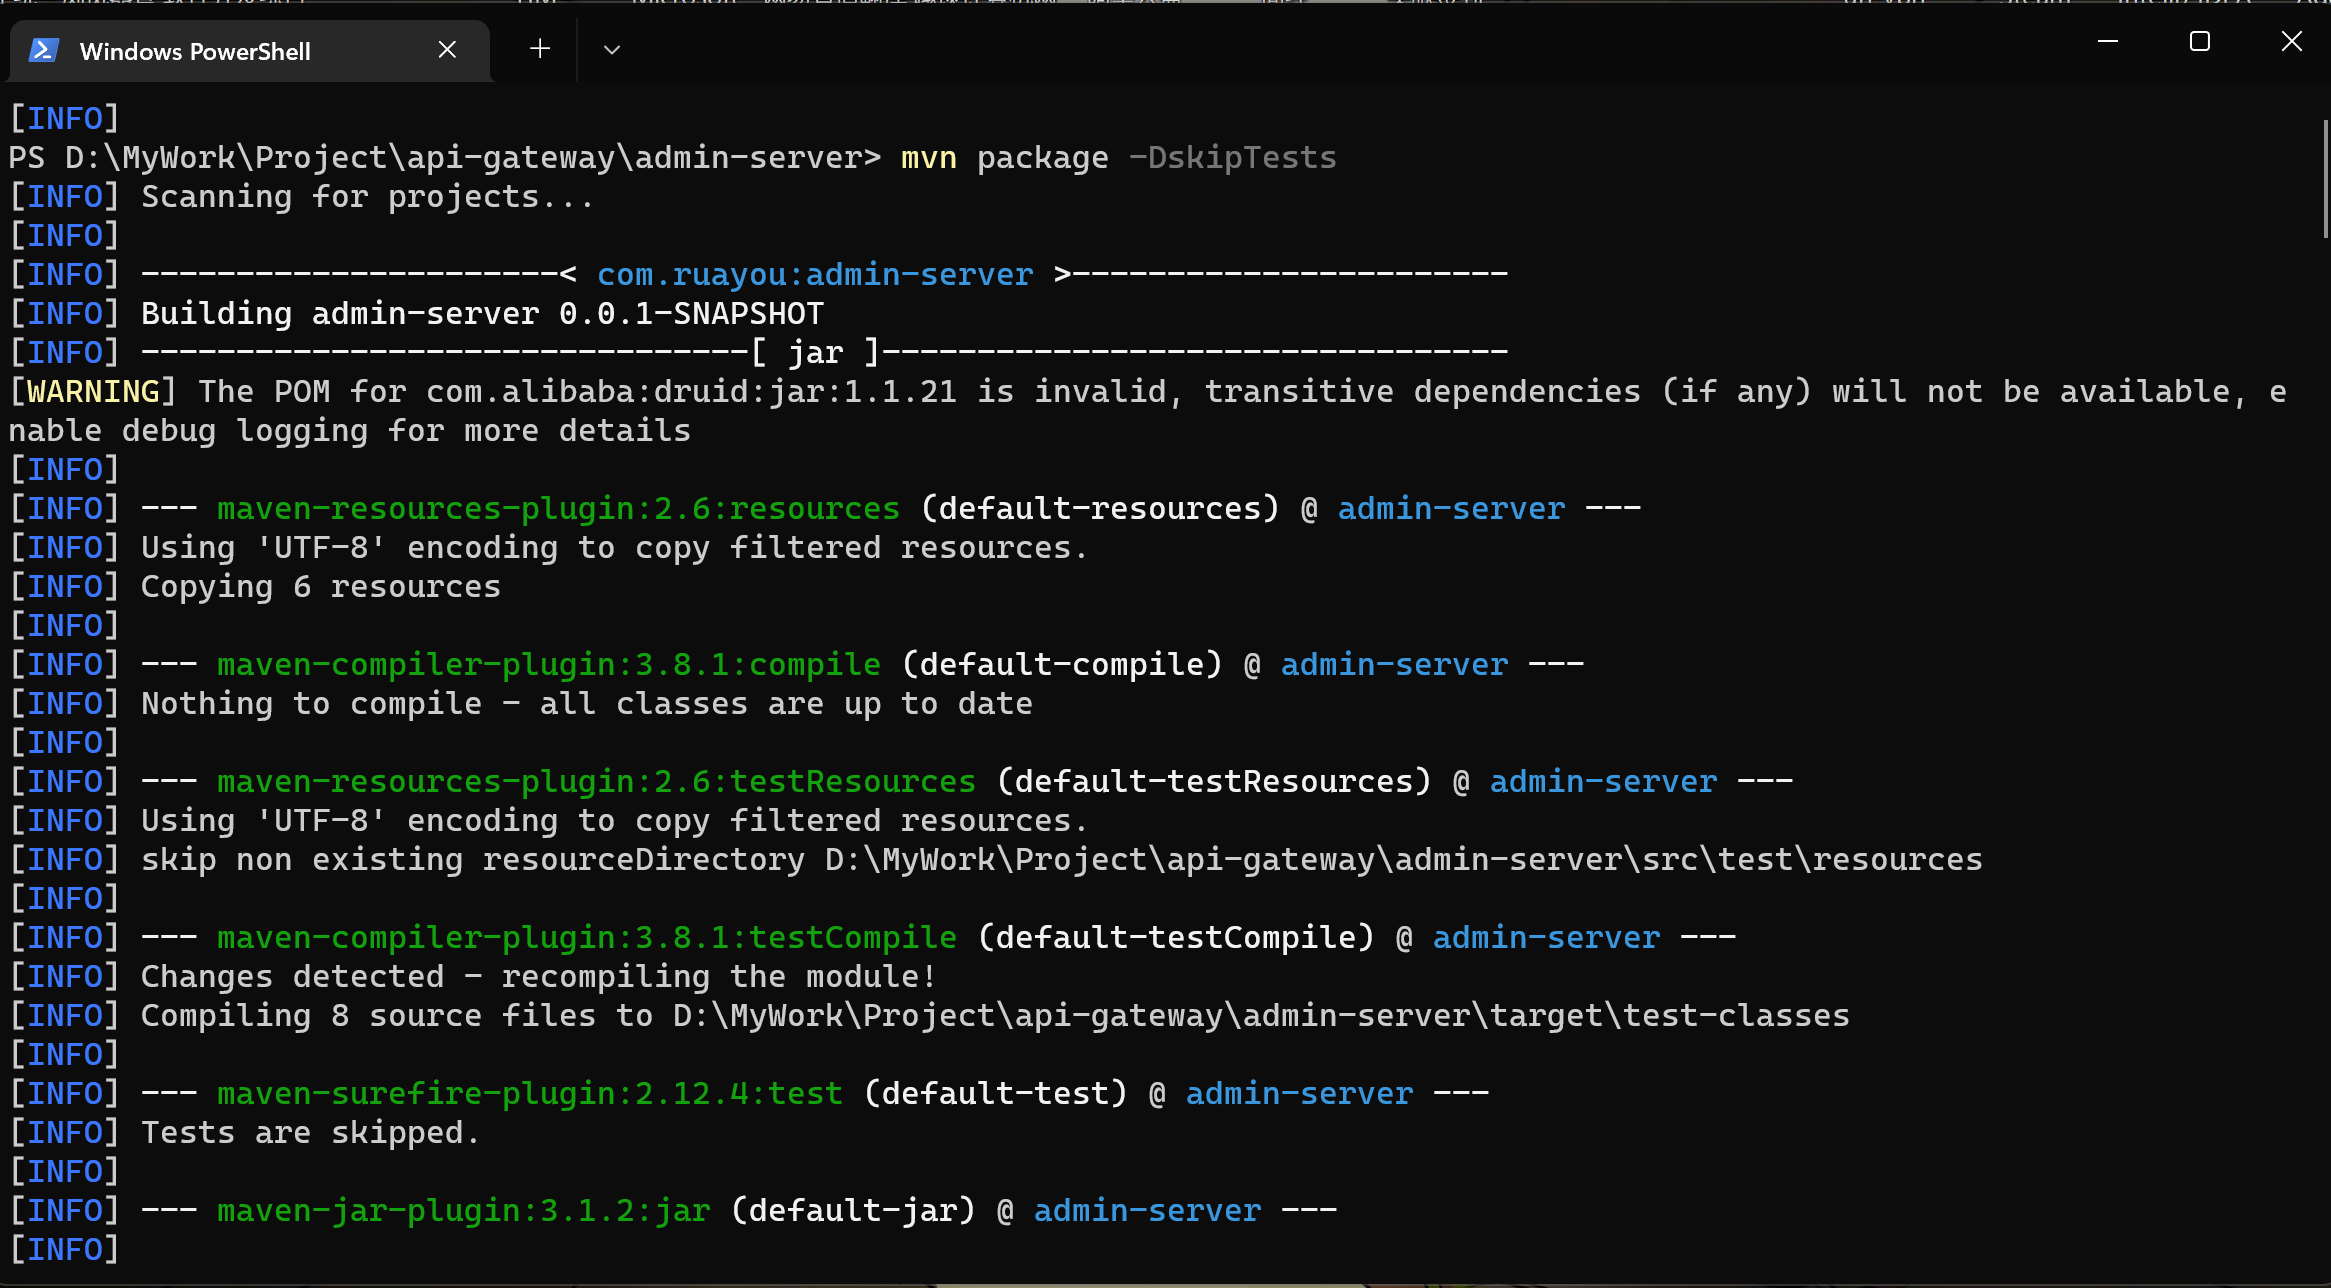 Windows PowerShell
[INFO]
PS D:\MyWork\Project\api-gateway\admin-server> mvn package -DskipTests
[INFO] Scanning for projects...
[INFO]
[INFO] ----------------------< com.ruayou:admin-server >-----------------------
[INFO] Building admin-server 0.0.1-SNAPSHOT
[INFO] --------------------------------[ jar ]---------------------------------
[WARNING] The POM for com.alibaba:druid:jar:1.1.21 is invalid, transitive dependencies (if any) will not be available, e
nable debug logging for more details
[INFO]
[INFO] --- maven-resources-plugin:2.6:resources (default-resources) @ admin-server ---
[INFO] Using 'UTF-8' encoding to copy filtered resources.
[INFO] Copying 6 resources
[INFO]
[INFO] --- maven-compiler-plugin:3.8.1:compile (default-compile) @ admin-server ---
[INFO] Nothing to compile - all classes are up to date
[INFO]
[INFO] --- maven-resources-plugin:2.6:testResources (default-testResources) @ admin-server ---
[INFO] Using 'UTF-8' encoding to copy filtered resources.
[INFO] skip non existing resourceDirectory D:\MyWork\Project\api-gateway\admin-server\src\test\resources
[INFO]
[INFO] --- maven-compiler-plugin:3.8.1:testCompile (default-testCompile) @ admin-server ---
[INFO] Changes detected - recompiling the module!
[INFO] Compiling 8 source files to D:\MyWork\Project\api-gateway\admin-server\target\test-classes
[INFO]
[INFO] --- maven-surefire-plugin:2.12.4:test (default-test) @ admin-server ---
[INFO] Tests are skipped.
[INFO]
[INFO] --- maven-jar-plugin:3.1.2:jar (default-jar) @ admin-server ---
[INFO]